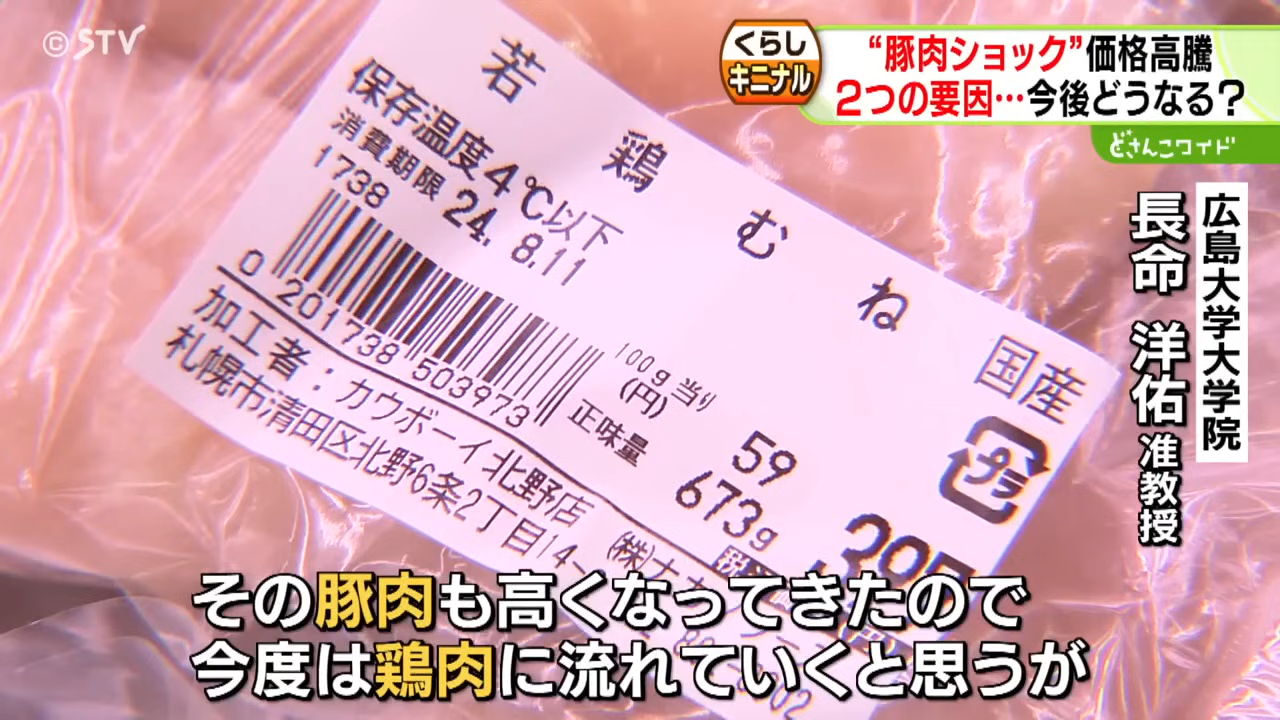 ©STV
くらし
キニナル
“豚肉ショック”価格高騰
2つの要因…今後どうなる？
どさんこワイド
広島大学大学院
長命 洋佑 准教授
若鶏むね
国産
保存温度4℃以下
消費期限 24. 8.11
1738
0 201738 503973
100g当り
(円) 59
正味量 673g
プラ
加工者：カウボーイ北野店
札幌市清田区北野6条2丁目14-
(株)
その豚肉も高くなってきたので
今度は鶏肉に流れていくと思うが